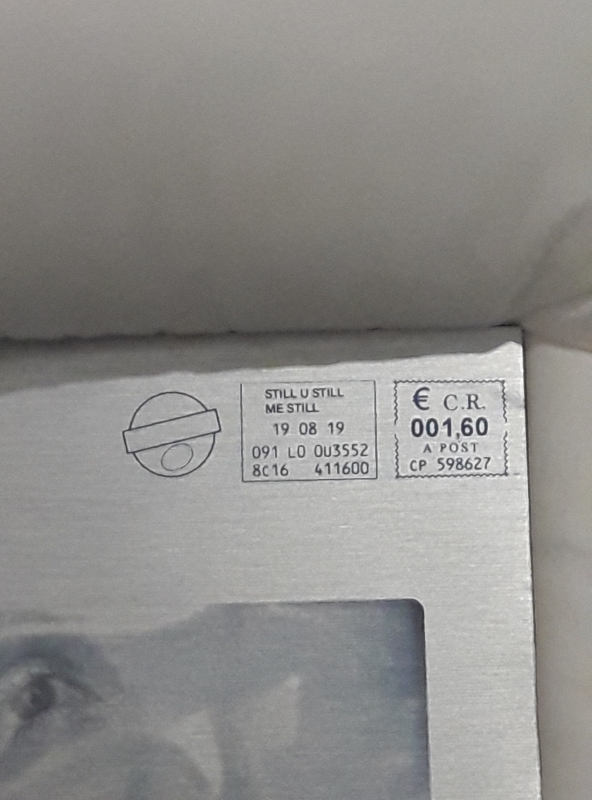 STILL U STILL
ME STILL
19 08 19
091 LO 0U3552
8C16 411600
€ C.R.
001,60
A POST
CP 598627